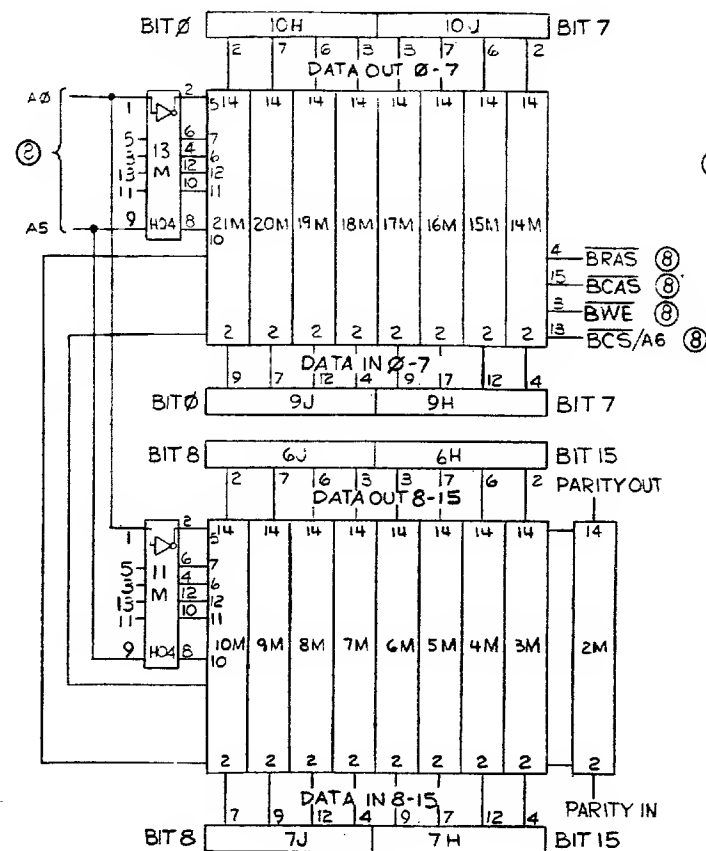 BIT Ø 10H 10J BIT 7
2 7 6 3 3 7 6 2
DATA OUT Ø-7
AØ 1 2 5 14 14 14 14 14 14 14 14
② 5 13 6 7
3 M 4 6
13 12 12
11 10 11
A5 9 H04 8 10 21M 20M 19M 18M 17M 16M 15M 14M
4 BRAS ⑧
15 BCAS ⑧
3 BWE ⑧
13 BCS/A6 ⑧
2 2 2 2 2 2 2 2
DATA IN Ø-7
9 7 12 4 9 7 12 4
BIT Ø 9J 9H BIT 7
BIT 8 6J 6H BIT 15
2 7 6 3 3 7 6 2
DATA OUT 8-15
PARITY OUT
1 2 5 14 14 14 14 14 14 14 14 14
5 11 6 7
3 M 4 6
13 12 12
11 10 11
9 H04 8 10 10M 9M 8M 7M 6M 5M 4M 3M 2M
2 2 2 2 2 2 2 2 2
DATA IN 8-15
PARITY IN
7 9 12 4 9 7 12 4
BIT 8 7J 7H BIT 15